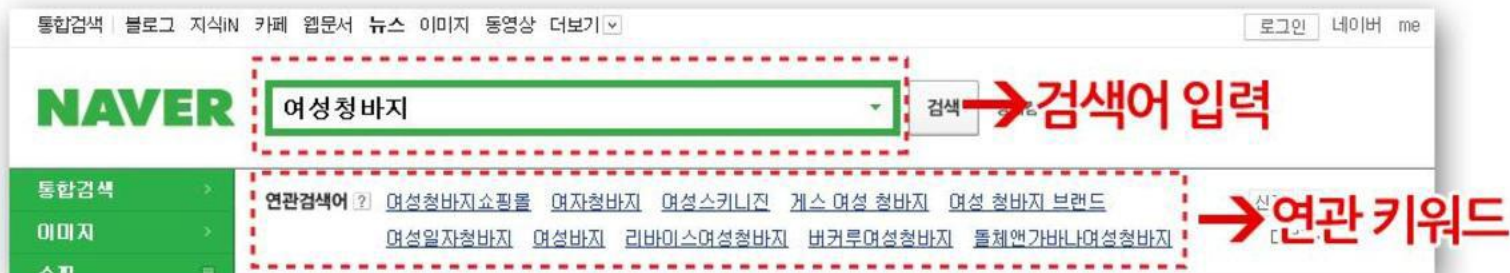 통합검색 블로그 지식iN 카페 웹문서 뉴스 이미지 동영상 더보기 로그인 네이버 me
NAVER 여성청바지 검색 검색어 입력
통합검색
연관검색어 ? 여성청바지쇼핑몰 여자청바지 여성스키니진 게스 여성 청바지 여성 청바지 브랜드
연관 키워드
이미지
여성일자청바지 여성바지 리바이스여성청바지 버커루여성청바지 돌체앤가바나여성청바지